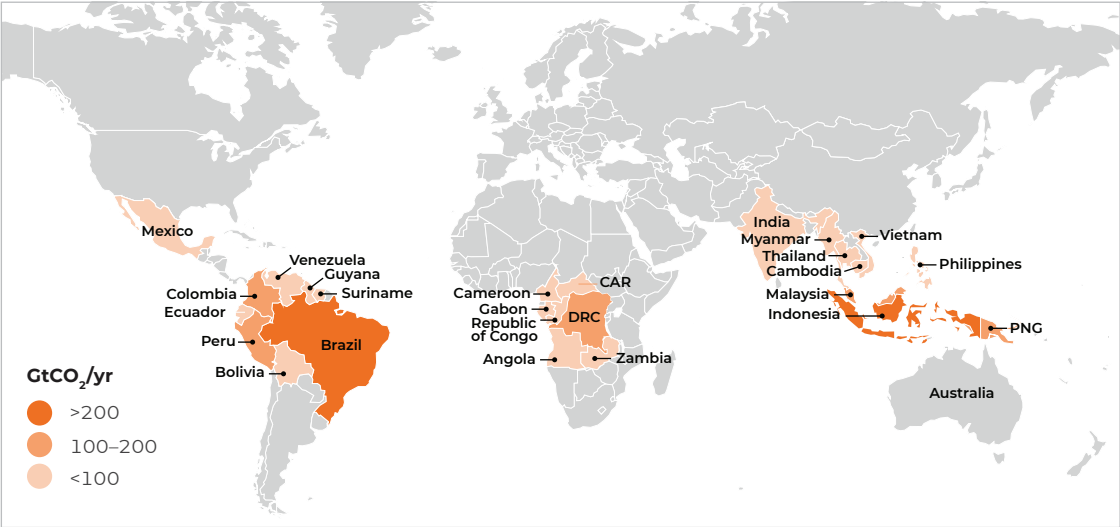 Mexico
Venezuela
Guyana
Suriname
Colombia
Ecuador
Peru
Brazil
Bolivia
CAR
Cameroon
Gabon
Republic
of Congo
DRC
Angola
Zambia
India
Myanmar
Vietnam
Thailand
Cambodia
Philippines
Malaysia
Indonesia
PNG
Australia
GtCO₂/yr
>200
100–200
<100